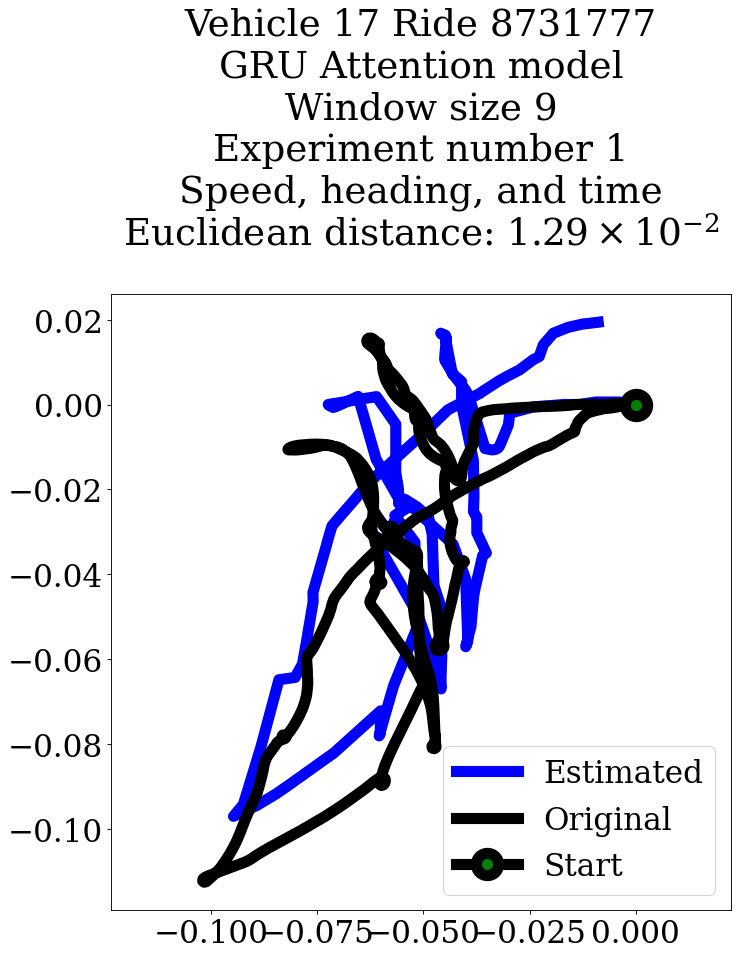 Vehicle 17 Ride 8731777
GRU Attention model
Window size 9
Experiment number 1
Speed, heading, and time
Euclidean distance: 1.29 × 10⁻²
0.02
0.00
−0.02
−0.04
−0.06
−0.08
−0.10
Estimated
Original
Start
−0.100 −0.075 −0.050 −0.025 0.000